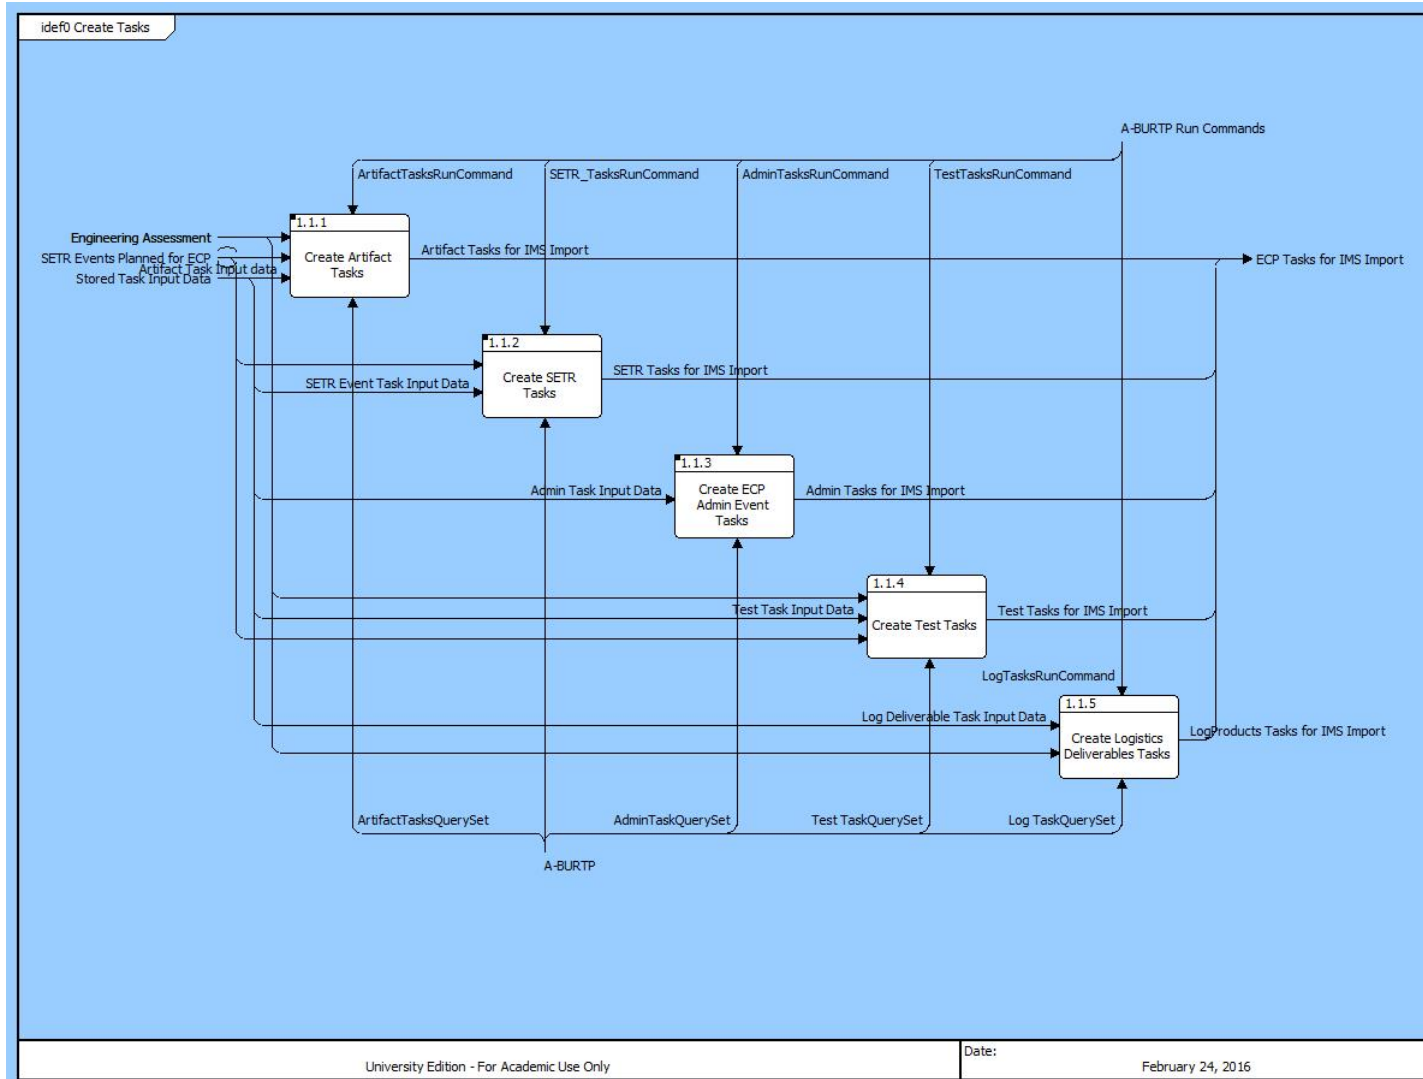 idef0 Create Tasks
A-BURTP Run Commands
ArtifactTasksRunCommand
SETR_TasksRunCommand
AdminTasksRunCommand
TestTasksRunCommand
1.1.1
Create Artifact
Tasks
Engineering Assessment
SETR Events Planned for ECP
Artifact Task Input data
Stored Task Input Data
Artifact Tasks for IMS Import
ECP Tasks for IMS Import
1.1.2
Create SETR
Tasks
SETR Event Task Input Data
SETR Tasks for IMS Import
1.1.3
Create ECP
Admin Event
Tasks
Admin Task Input Data
Admin Tasks for IMS Import
1.1.4
Create Test Tasks
Test Task Input Data
Test Tasks for IMS Import
LogTasksRunCommand
1.1.5
Create Logistics
Deliverables Tasks
Log Deliverable Task Input Data
LogProducts Tasks for IMS Import
ArtifactTasksQuerySet
AdminTaskQuerySet
Test TaskQuerySet
Log TaskQuerySet
A-BURTP
University Edition - For Academic Use Only
Date:
February 24, 2016